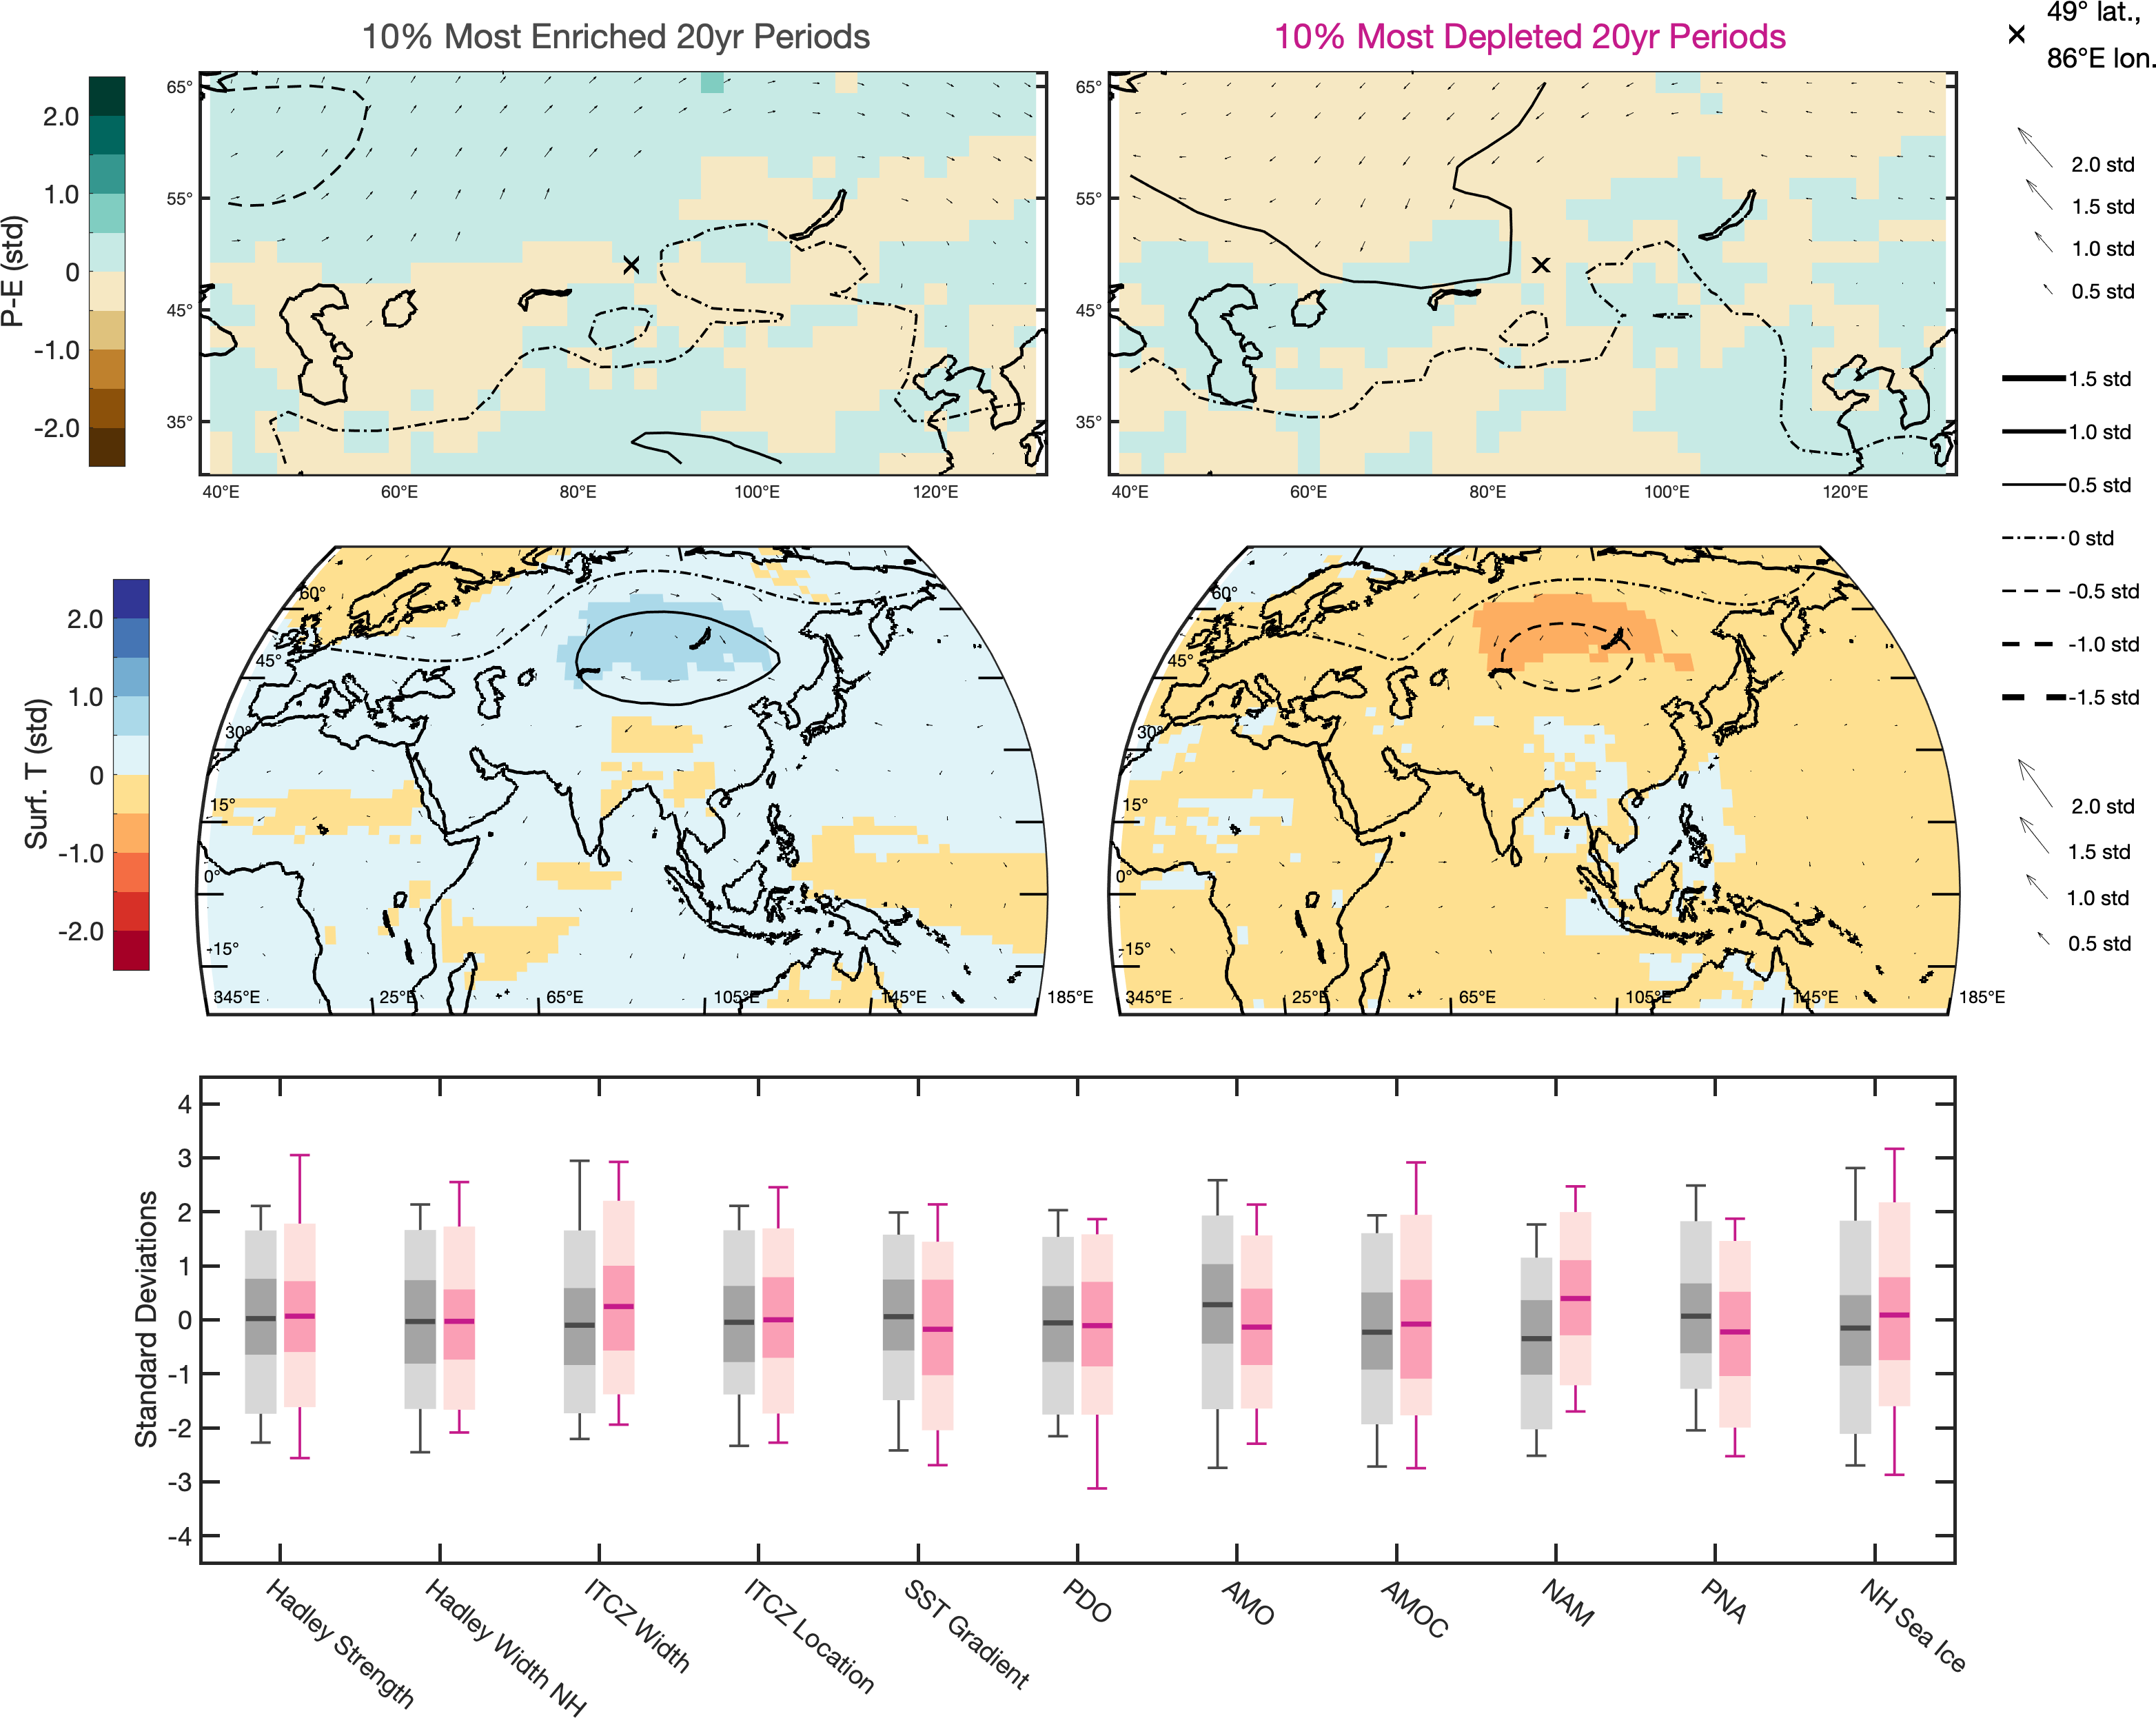 10% Most Enriched 20yr Periods
10% Most Depleted 20yr Periods
49° lat.,
86°E lon.
P-E (std)
2.0
1.0
0
-1.0
-2.0
65°
55°
45°
35°
40°E
60°E
80°E
100°E
120°E
65°
55°
45°
35°
40°E
60°E
80°E
100°E
120°E
2.0 std
1.5 std
1.0 std
0.5 std
1.5 std
1.0 std
0.5 std
0 std
-0.5 std
-1.0 std
-1.5 std
Surf. T (std)
2.0
1.0
0
-1.0
-2.0
60°
45°
30°
15°
0°
-15°
345°E
25°E
65°E
105°E
145°E
185°E
60°
45°
30°
15°
0°
-15°
345°E
25°E
65°E
105°E
145°E
185°E
2.0 std
1.5 std
1.0 std
0.5 std
Standard Deviations
4
3
2
1
0
-1
-2
-3
-4
Hadley Strength
Hadley Width NH
ITCZ Width
ITCZ Location
SST Gradient
PDO
AMO
AMOC
NAM
PNA
NH Sea Ice